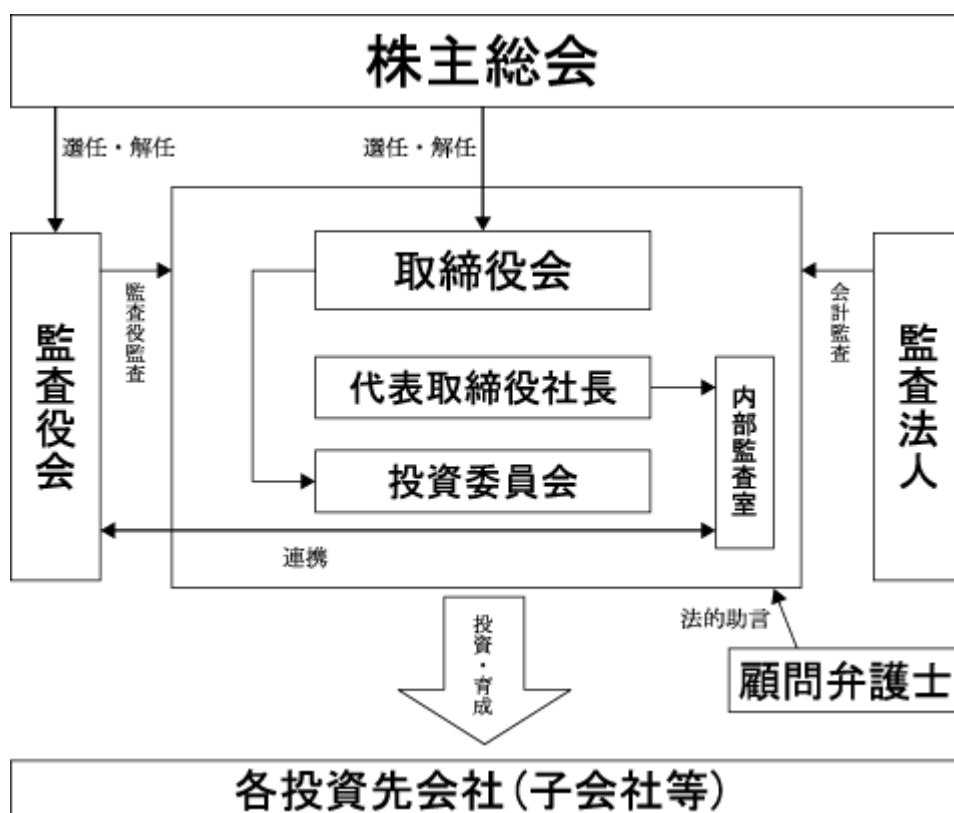 株主総会
選任・解任
選任・解任
取締役会
監査役会
監査役監査
会計監査
監査法人
代表取締役社長
内部監査室
投資委員会
連携
投資・育成
法的助言
顧問弁護士
各投資先会社(子会社等)